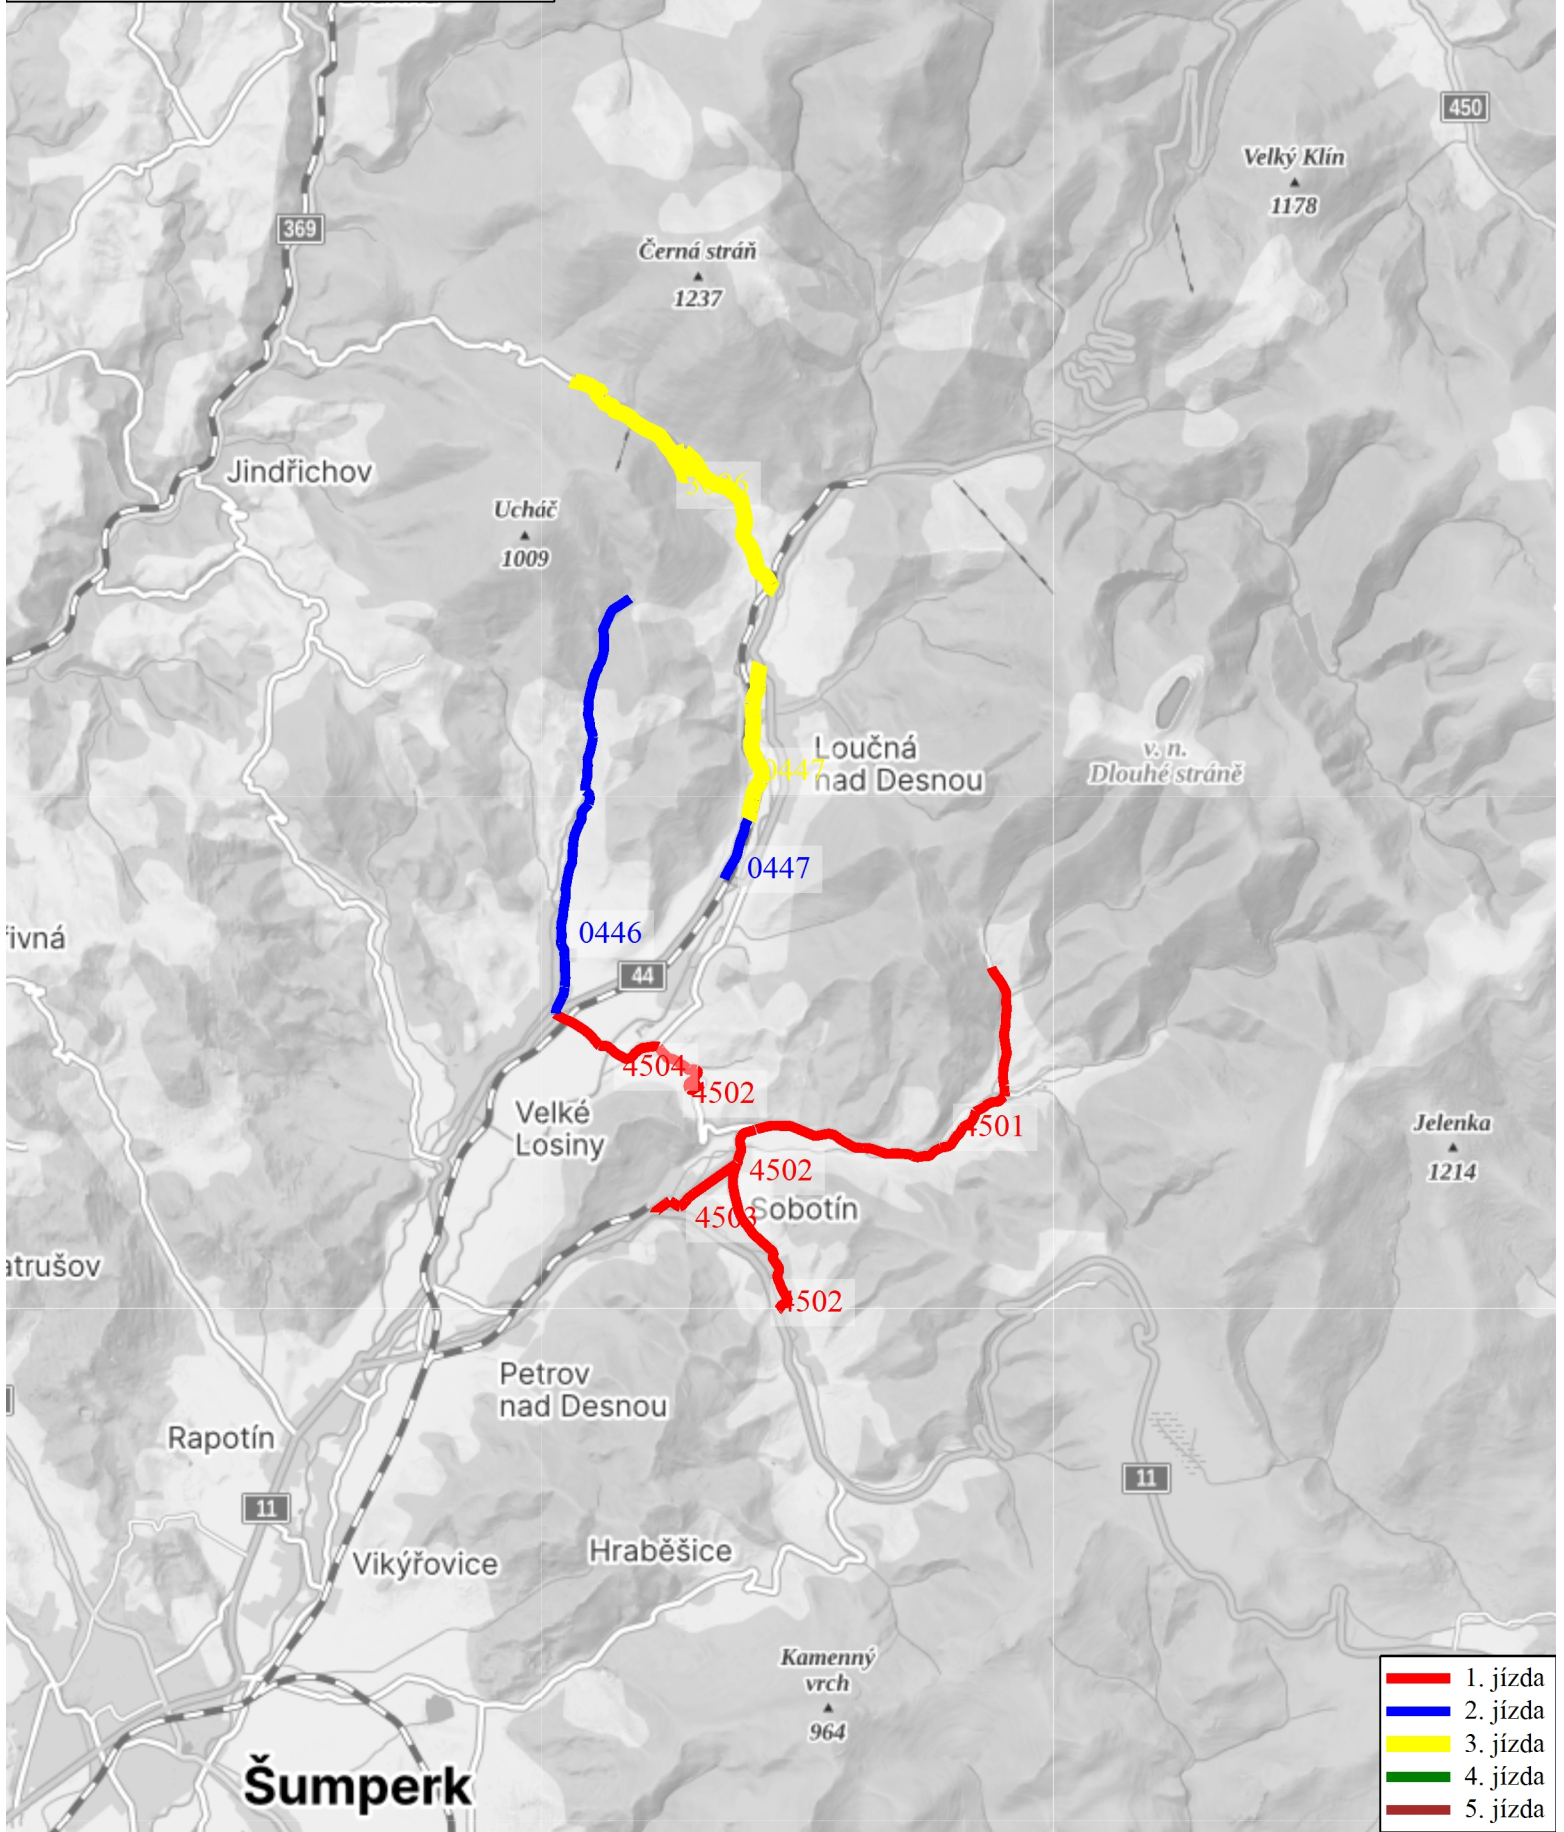 450
Velký Klín
1178
369
Černá stráň
1237
Jindřichov
Ucháč
1009
Loučná
nad Desnou
0447
v. n.
Dlouhé stráně
0447
0446
44
4504
4502
Velké
Losiny
4501
Jelenka
1214
4502
4503
Sobotín
4502
Petrov
nad Desnou
Rapotín
11
11
Vikýřovice
Hraběšice
Kamenný
vrch
964
Šumperk
1. jízda
2. jízda
3. jízda
4. jízda
5. jízda